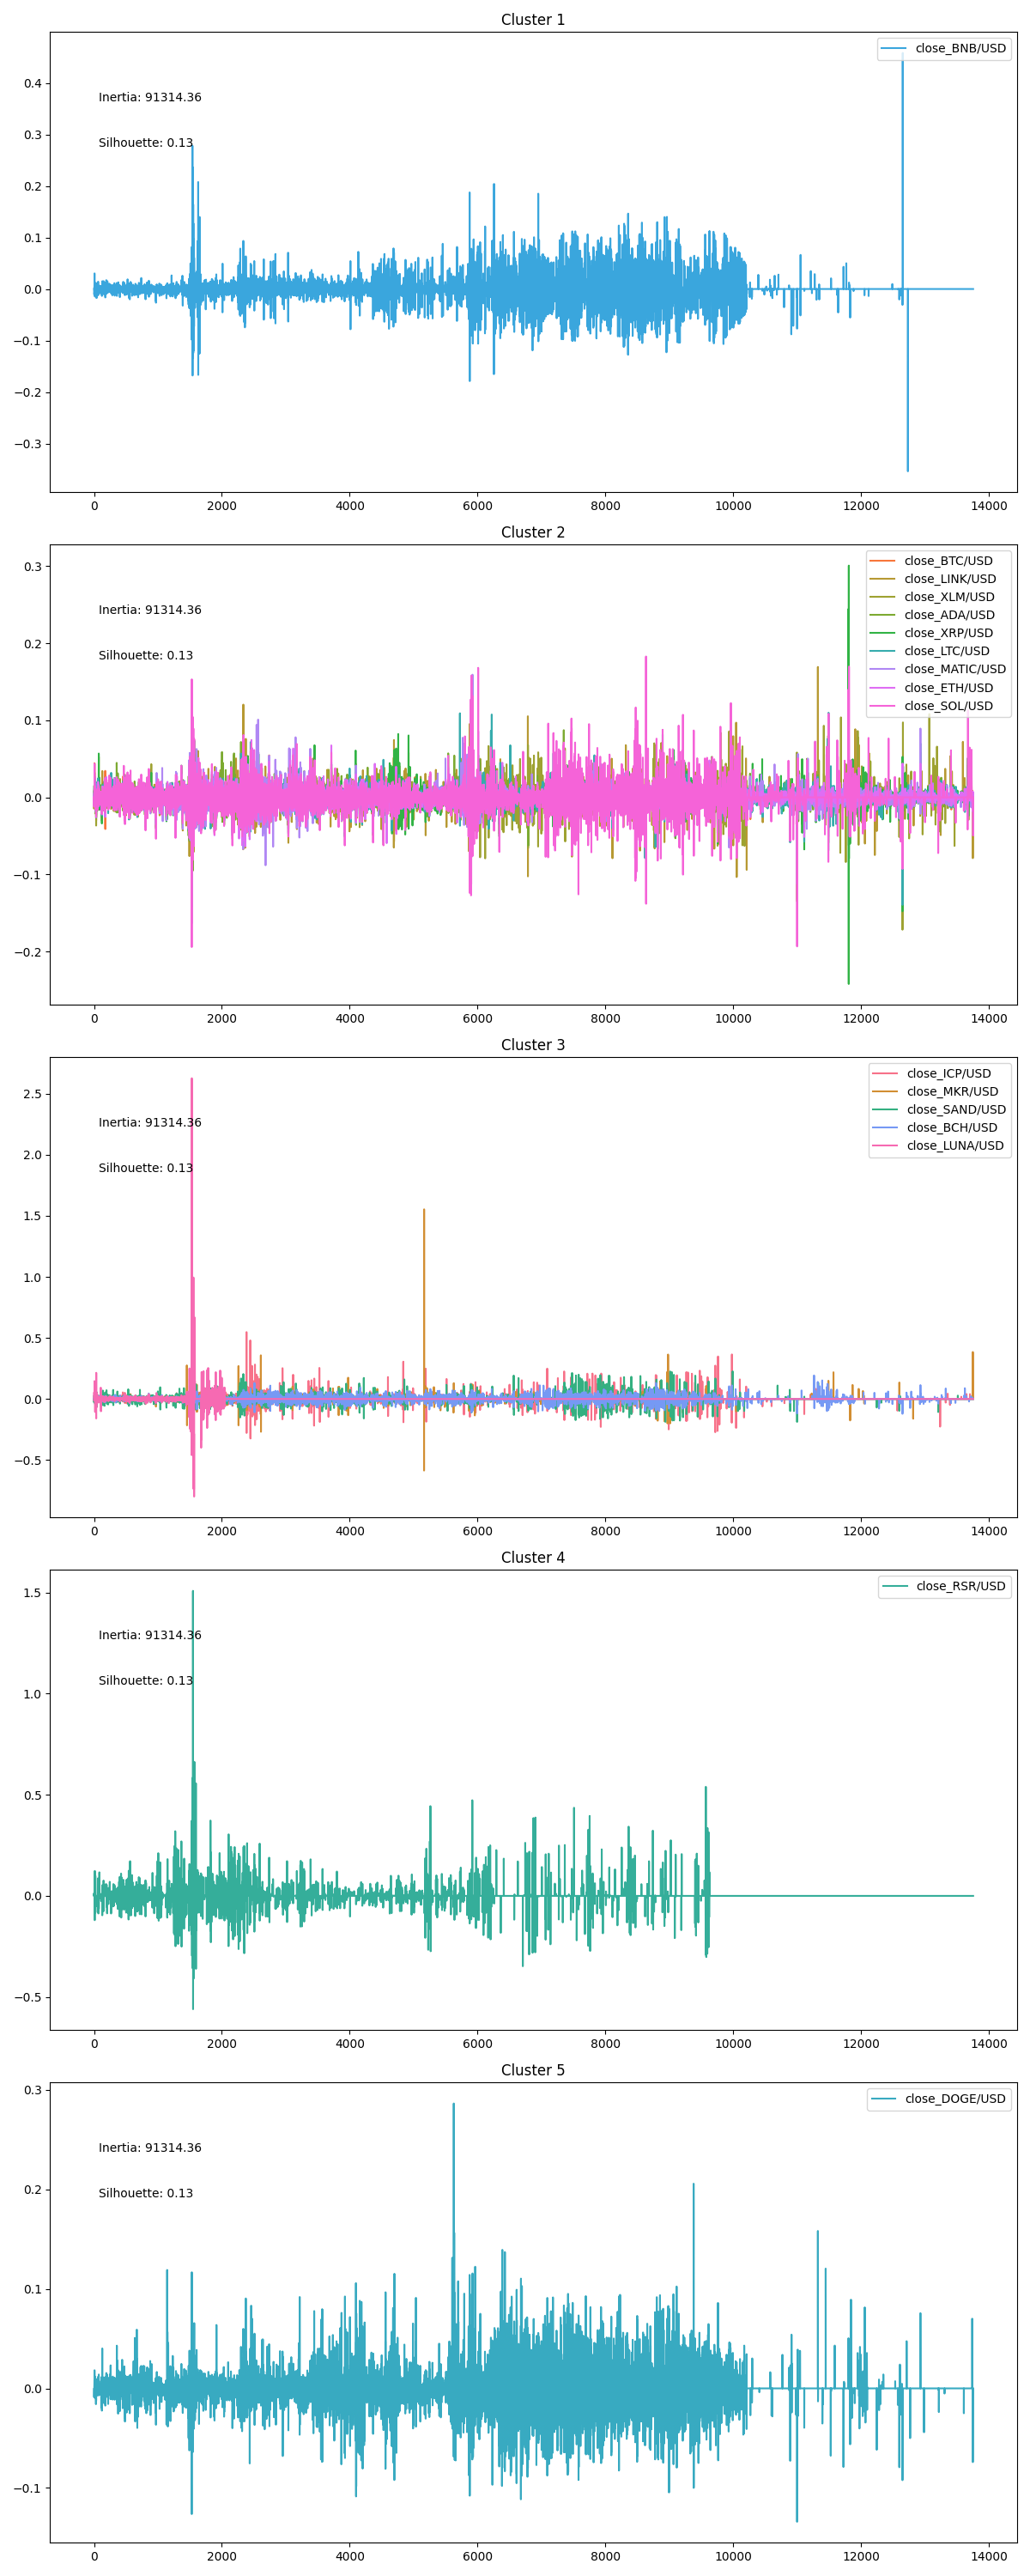 Cluster 1
close_BNB/USD
Inertia: 91314.36
Silhouette: 0.13
0.4
0.3
0.2
0.1
0.0
−0.1
−0.2
−0.3
0 2000 4000 6000 8000 10000 12000 14000
Cluster 2
close_BTC/USD
close_LINK/USD
close_XLM/USD
close_ADA/USD
close_XRP/USD
close_LTC/USD
close_MATIC/USD
close_ETH/USD
close_SOL/USD
Inertia: 91314.36
Silhouette: 0.13
0.3
0.2
0.1
0.0
−0.1
−0.2
0 2000 4000 6000 8000 10000 12000 14000
Cluster 3
close_ICP/USD
close_MKR/USD
close_SAND/USD
close_BCH/USD
close_LUNA/USD
Inertia: 91314.36
Silhouette: 0.13
2.5
2.0
1.5
1.0
0.5
0.0
−0.5
0 2000 4000 6000 8000 10000 12000 14000
Cluster 4
close_RSR/USD
Inertia: 91314.36
Silhouette: 0.13
1.5
1.0
0.5
0.0
−0.5
0 2000 4000 6000 8000 10000 12000 14000
Cluster 5
close_DOGE/USD
Inertia: 91314.36
Silhouette: 0.13
0.3
0.2
0.1
0.0
−0.1
0 2000 4000 6000 8000 10000 12000 14000